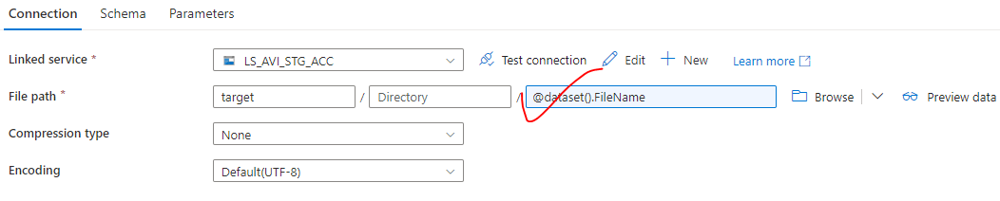 Connection Schema Parameters
Linked service * LS_AVI_STG_ACC Test connection Edit New Learn more
File path * target / Directory / @dataset().FileName Browse Preview data
Compression type None
Encoding Default(UTF-8)